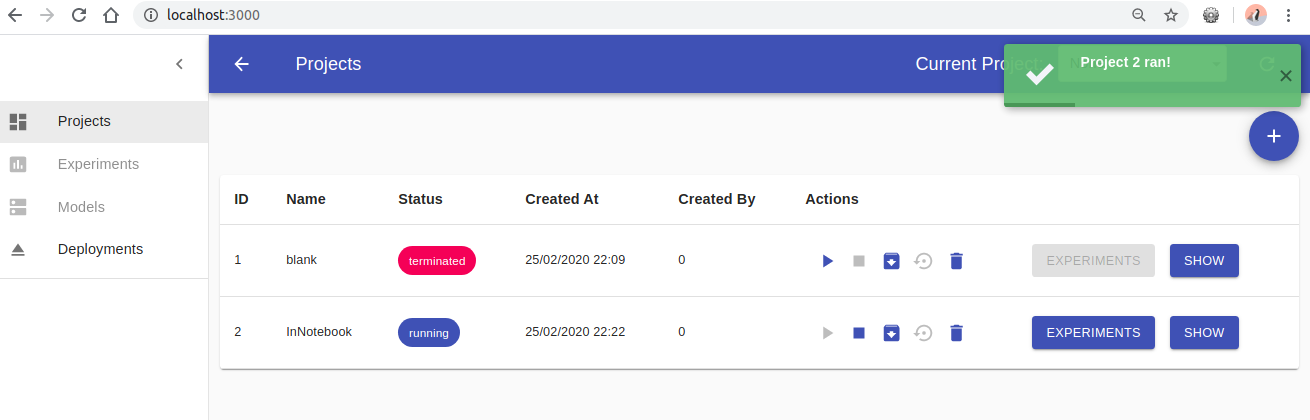 localhost:3000
Projects
Current Projects
Project 2 ran!
Projects
Experiments
Models
Deployments
ID Name Status Created At Created By Actions
1 blank terminated 25/02/2020 22:09 0 EXPERIMENTS SHOW
2 InNotebook running 25/02/2020 22:22 0 EXPERIMENTS SHOW